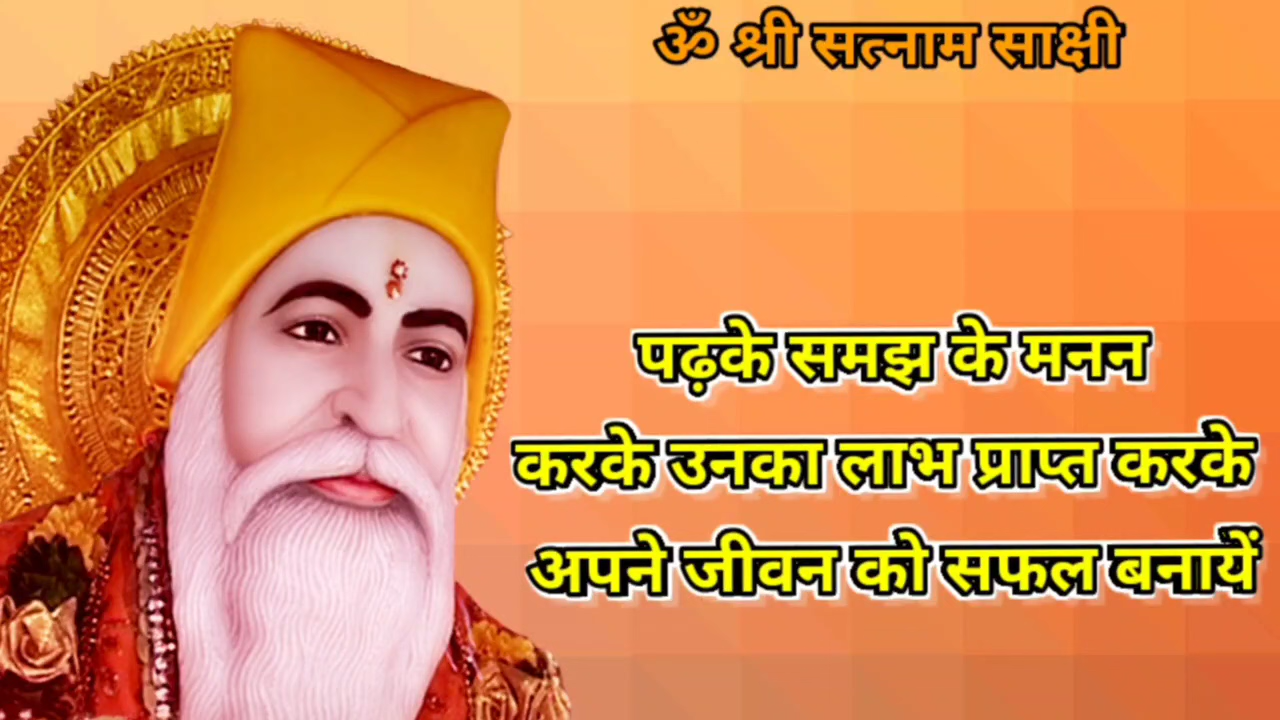 ॐ श्री सत्नाम साक्षी
पढ़के समझ के मनन
करके उनका लाभ प्राप्त करके
अपने जीवन को सफल बनायें